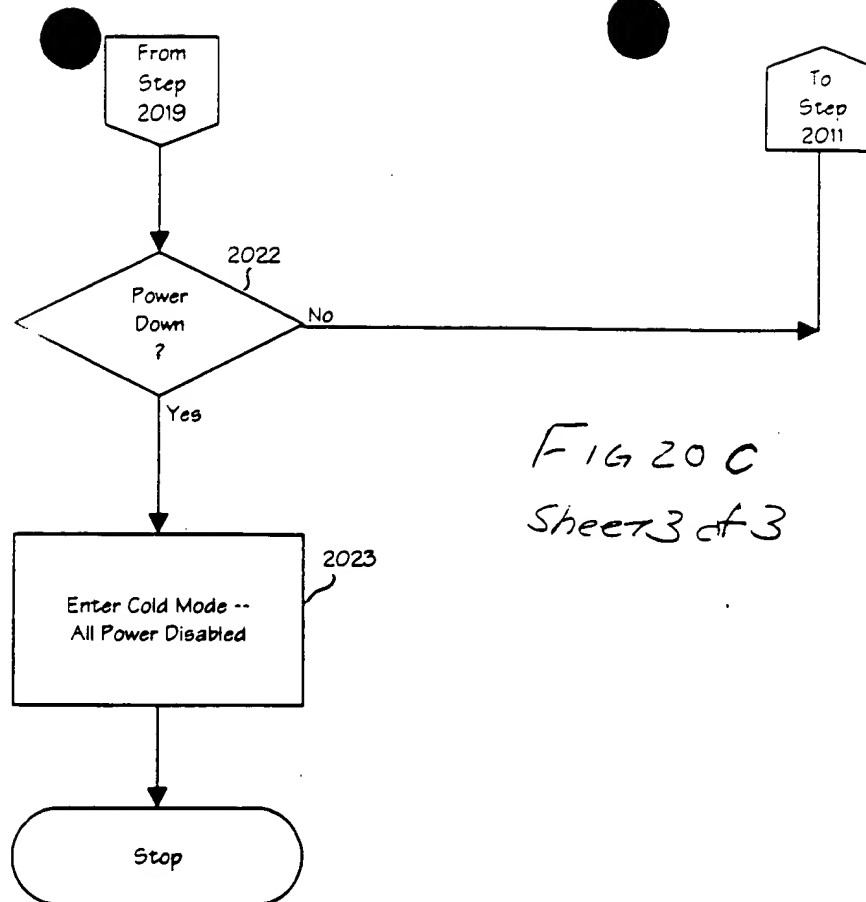 From
Step
2019
To
Step
2011
2022
Power
Down
?
No
Yes
FIG 20 C
Sheet 3 of 3
2023
Enter Cold Mode --
All Power Disabled
Stop